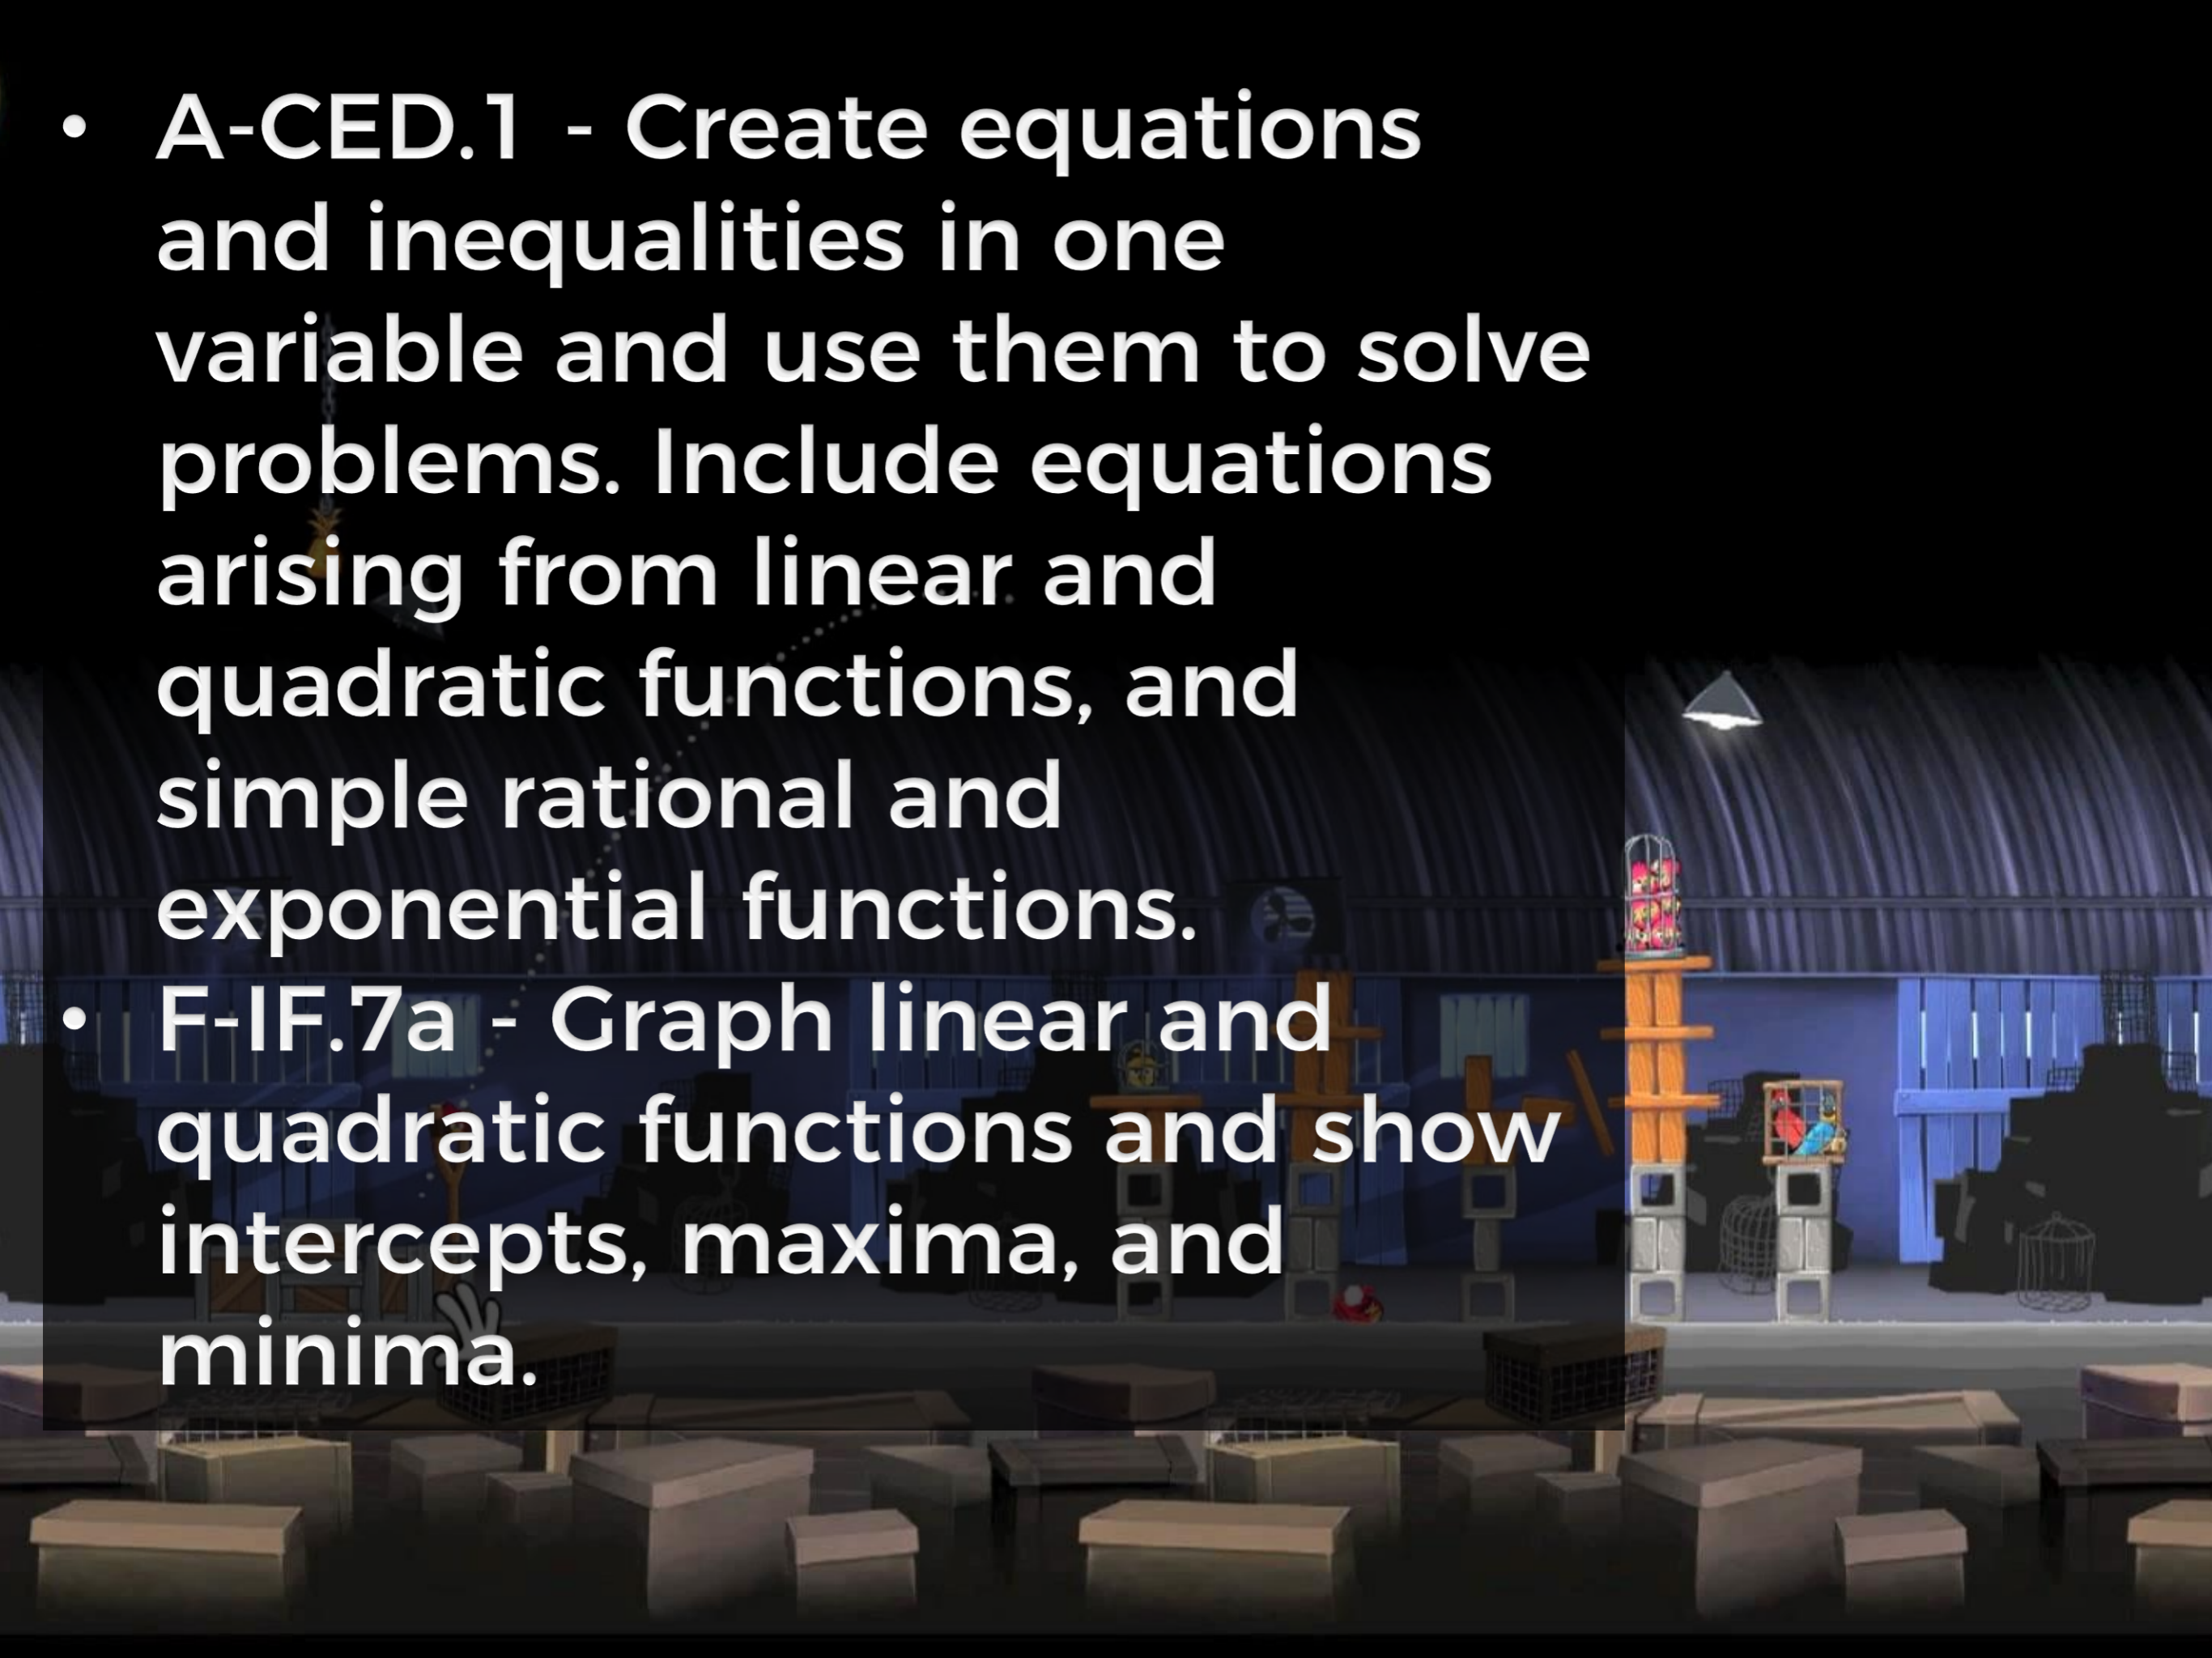 • A-CED.1 - Create equations
and inequalities in one
variable and use them to solve
problems. Include equations
arising from linear and
quadratic functions, and
simple rational and
exponential functions.
• F-IF.7a - Graph linear and
quadratic functions and show
intercepts, maxima, and
minima.